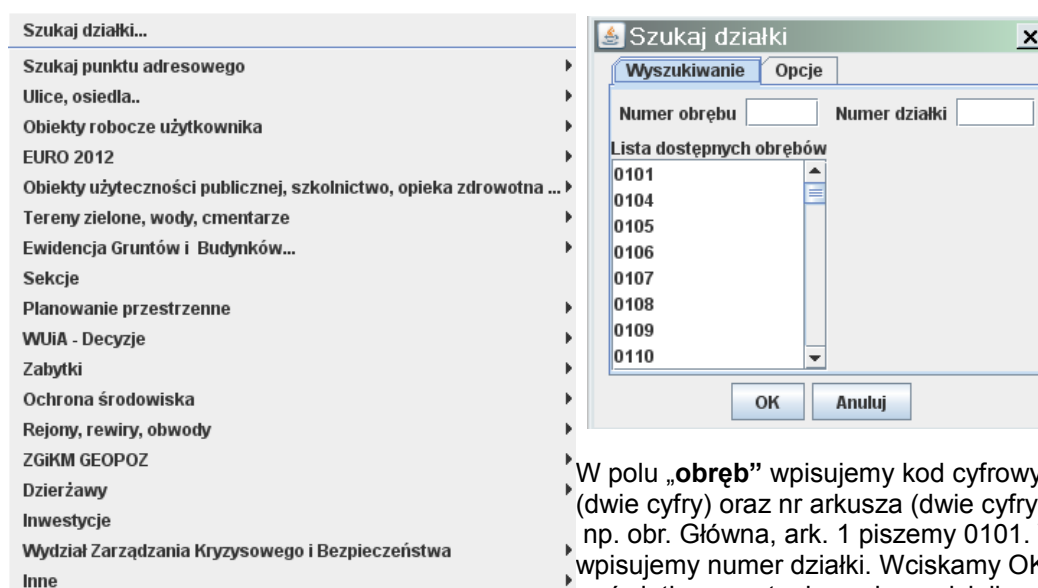 Szukaj działki...
Szukaj punktu adresowego
Ulice, osiedla..
Obiekty robocze użytkownika
EURO 2012
Obiekty użyteczności publicznej, szkolnictwo, opieka zdrowotna ...
Tereny zielone, wody, cmentarze
Ewidencja Gruntów i Budynków...
Sekcje
Planowanie przestrzenne
WUiA - Decyzje
Zabytki
Ochrona środowiska
Rejony, rewiry, obwody
ZGiKM GEOPOZ
Dzierżawy
Inwestycje
Wydział Zarządzania Kryzysowego i Bezpieczeństwa
Inne
Szukaj działki
Wyszukiwanie Opcje
Numer obrębu Numer działki
Lista dostępnych obrębów
0101
0104
0105
0106
0107
0108
0109
0110
OK Anuluj
W polu „obręb” wpisujemy kod cyfrowy
(dwie cyfry) oraz nr arkusza (dwie cyfry
np. obr. Główna, ark. 1 piszemy 0101.
wpisujemy numer działki. Wciskamy OK